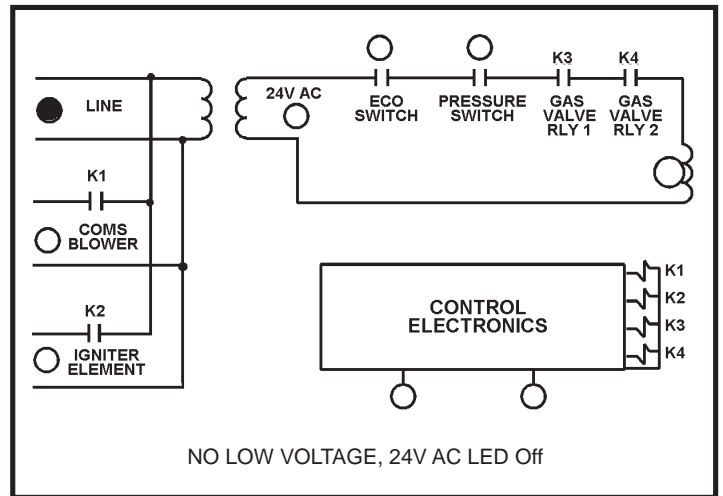 K3 K4
24V AC
LINE
ECO
SWITCH
PRESSURE
SWITCH
GAS
VALVE
RLY 1
GAS
VALVE
RLY 2
K1
COMS
BLOWER
K2
IGNITER
ELEMENT
CONTROL
ELECTRONICS
K1
K2
K3
K4
NO LOW VOLTAGE, 24V AC LED Off